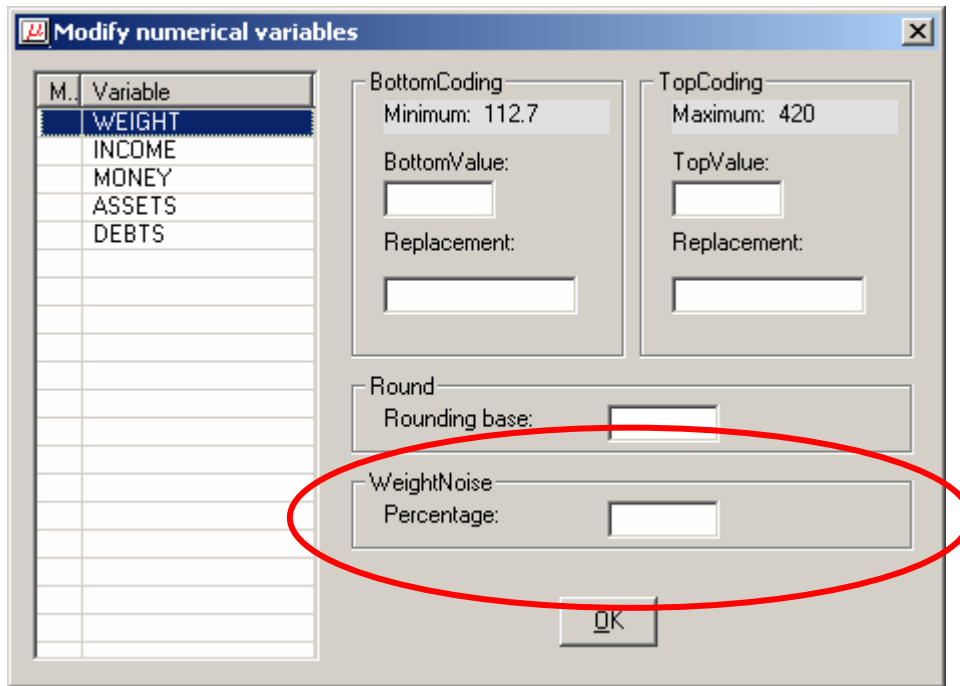 μ Modify numerical variables
M.. Variable
WEIGHT
INCOME
MONEY
ASSETS
DEBTS
BottomCoding
Minimum: 112.7
BottomValue:
Replacement:
TopCoding
Maximum: 420
TopValue:
Replacement:
Round
Rounding base:
WeightNoise
Percentage:
OK